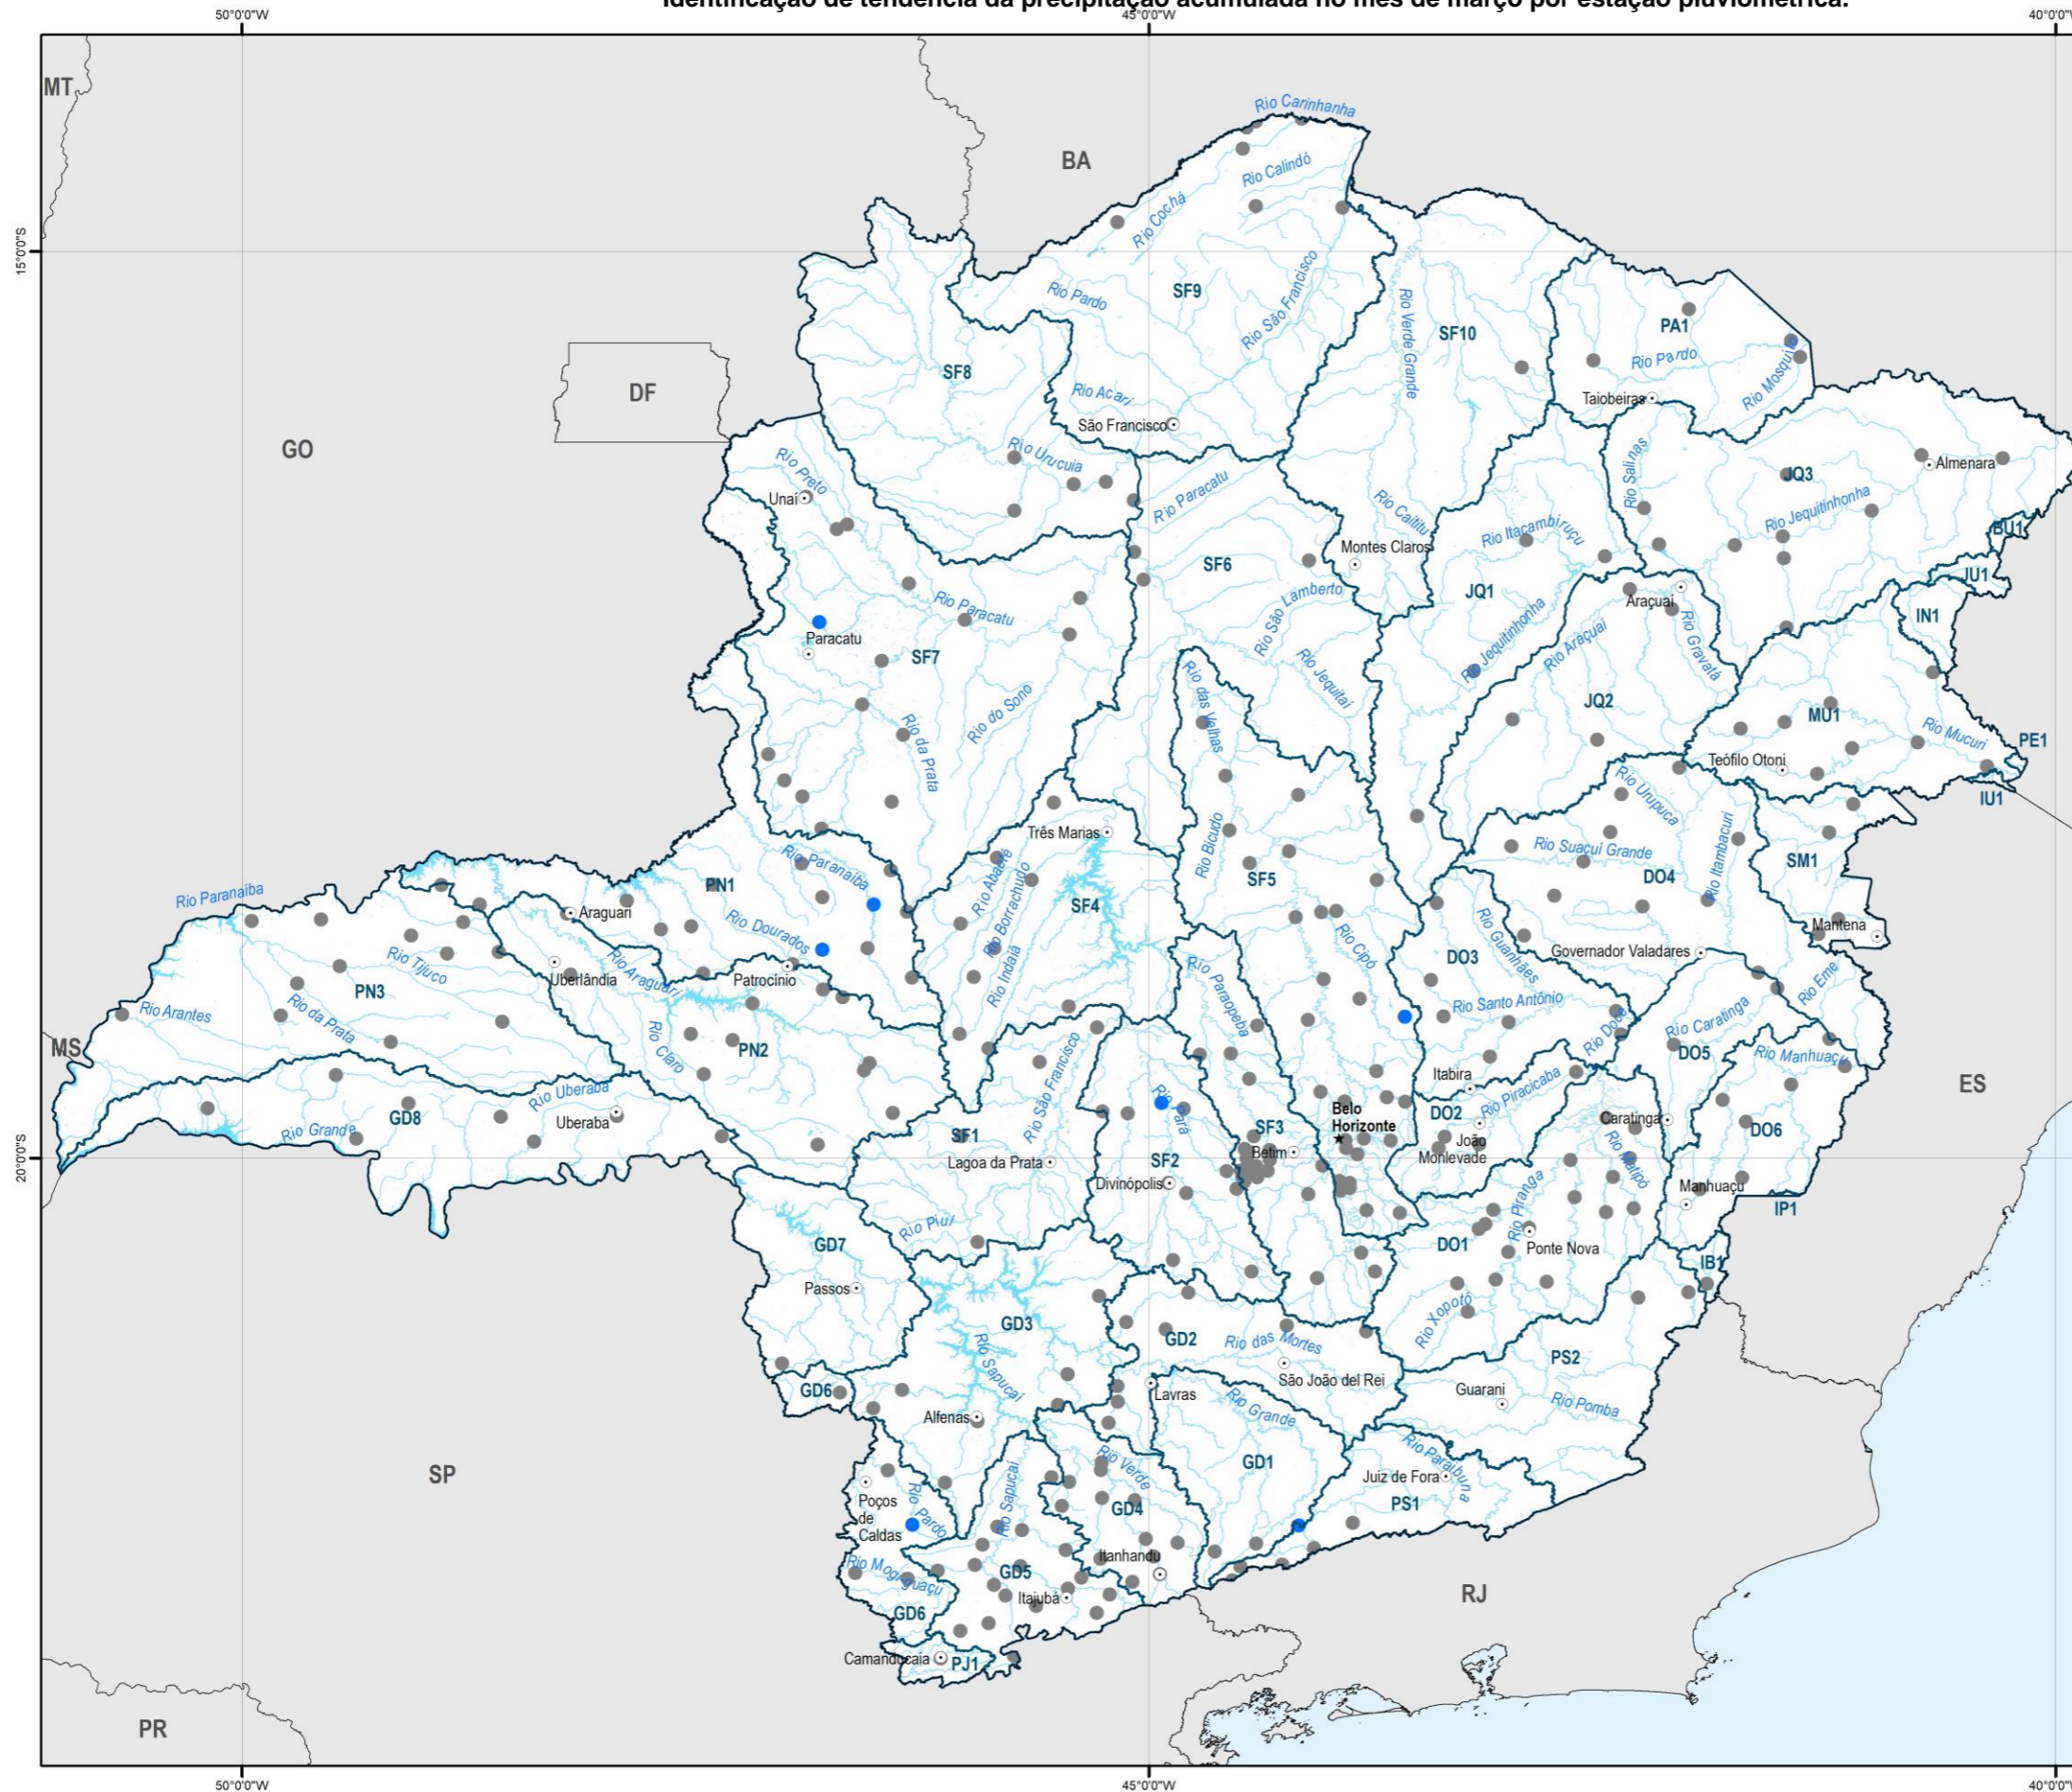 Identificação de tendência da precipitação acumulada no mês de março por estação pluviométrica.
50°0'0"W
45°0'0"W
40°0'0"
MT
Rio Carinhanha
BA
Rio Calindó
Rio Cochá
15°0'0"S
Rio Pardo
SF9
Rio São Francisco
Rio Verde Grande
SF10
PA1
Rio Pardo
Rio Mosquito
SF8
DF
Rio Acari
Taiobeiras
São Francisco
GO
Rio Urucuia
Rio Preto
Unaí
Rio Paracatu
Rio Salinas
JQ3
Almenara
Rio Caititu
Rio Itacambiruçu
Rio Jequitinhonha
BU1
Montes Claros
SF6
JU1
Rio São Lamberto
JQ1
Araçuaí
IN1
Rio Paracatu
Paracatu
SF7
Rio Jequitinhonha
Rio Araçuaí
Rio Gravatá
Rio das Velhas
Rio Jequitaí
JQ2
MU1
Rio do Sono
Rio da Prata
Rio Mucuri
PE1
Teófilo Otoni
IU1
Rio Urupuca
Três Marias
Rio Bicudo
Rio Suaçuí Grande
Rio Itambacuri
SM1
Rio Paranaíba
PN1
Rio Abaeté
Rio Borrachudo
SF5
DO4
Rio Paranaíba
Araguari
SF4
Mantena
Rio Dourados
Rio Cipó
Rio Guanhães
Governador Valadares
DO3
Rio Tijuco
Uberlândia
Rio Araguari
Patrocínio
Rio Indaiá
Rio Paraopeba
Rio Eme
PN3
Rio Arantes
Rio da Prata
Rio Santo Antônio
Rio Caratinga
Rio Doce
MS
Rio Claro
PN2
Rio São Francisco
DO5
Rio Manhuaçu
ES
Itabira
Rio Uberaba
Rio Pará
Rio Piracicaba
GD8
Uberaba
Belo
Horizonte
DO2
Caratinga
Rio Grande
SF1
SF3
João
Monlevade
DO6
20°0'0"S
Lagoa da Prata
SF2
Betim
Rio Matipó
Divinópolis
Manhuaçu
Rio Piranga
IP1
Rio Piuí
GD7
DO1
Ponte Nova
IB1
Passos
GD3
Rio Xopotó
GD2
Rio das Mortes
Rio Sapucaí
PS2
GD6
São João del Rei
Lavras
Guarani
Rio Pomba
Rio Grande
Alfenas
SP
Rio Paraibuna
GD1
Juiz de Fora
Rio Verde
PS1
Rio Sapucaí
Poços
de
Caldas
Rio Pardo
GD4
Itanhandu
Rio Mogi-guaçu
GD5
Itajubá
RJ
GD6
Camanducaia
PJ1
PR
50°0'0"W
45°0'0"W
40°0'0"